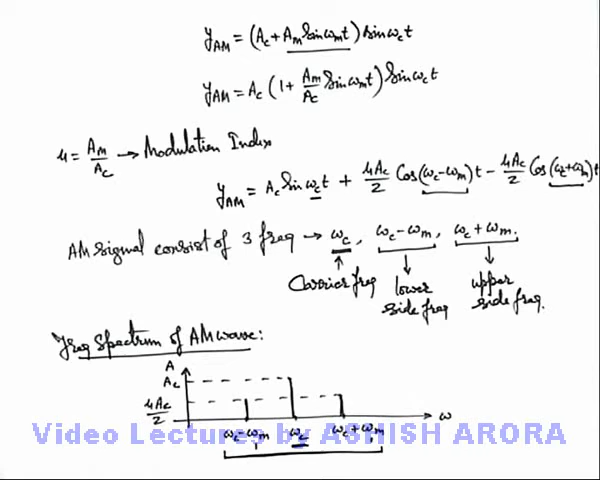 y_AM = (A_c + A_m sin ω_m t) sin ω_c t
y_AM = A_c (1 + A_m/A_c sin ω_m t) sin ω_c t
μ = A_m/A_c → Modulation Index
y_AM = A_c sin ω_c t + μA_c/2 Cos(ω_c-ω_m)t - μA_c/2 Cos(ω_c+ω_m)t
AM signal consist of 3 freq → ω_c, ω_c-ω_m, ω_c+ω_m.
Carrier freq lower side freq upper side freq.
Freq Spectrum of AM wave:
A
A_c
μA_c/2
ω
ω_c-ω_m ω_c ω_c+ω_m
Video Lectures by ASHISH ARORA